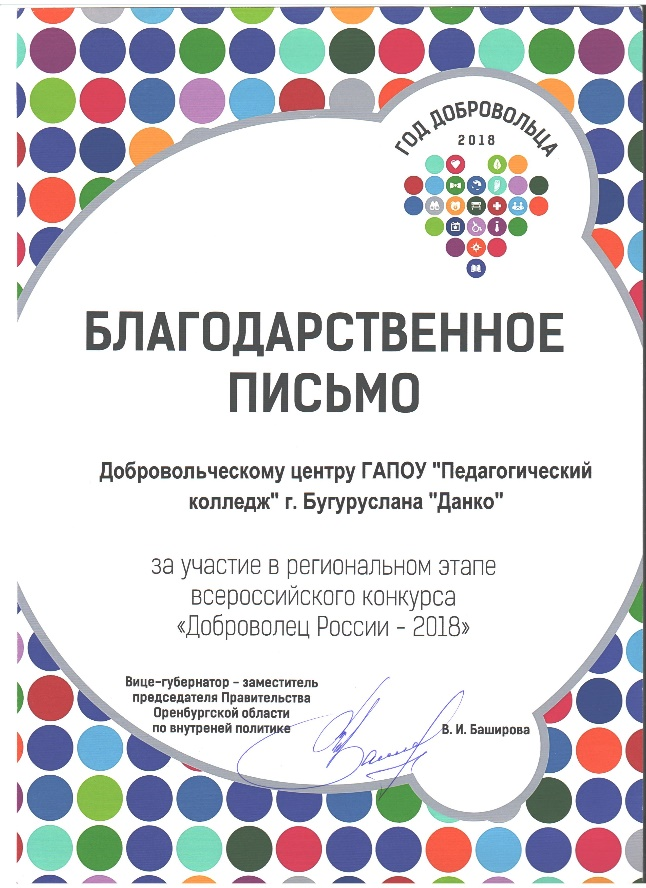 ГОД ДОБРОВОЛЬЦА
2018
БЛАГОДАРСТВЕННОЕ
ПИСЬМО
Добровольческому центру ГАПОУ "Педагогический
колледж" г. Бугуруслана "Данко"
за участие в региональном этапе
всероссийского конкурса
«Доброволец России – 2018»
Вице-губернатор – заместитель
председателя Правительства
Оренбургской области
по внутреней политике
В. И. Баширова